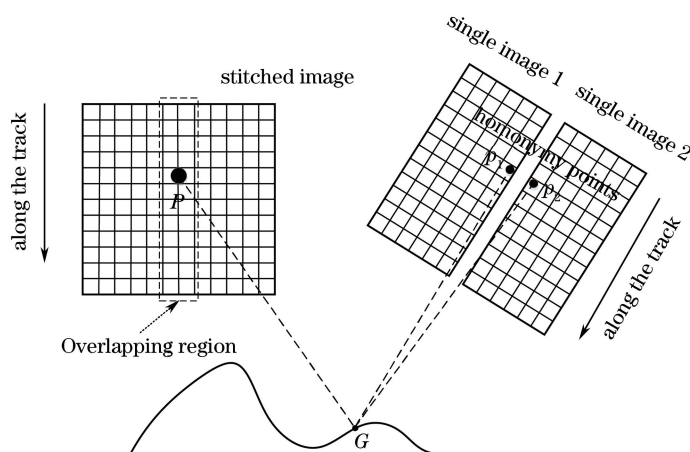 stitched image
along the track
P
Overlapping region
single image 1
single image 2
homonymy points
p1
p2
along the track
G